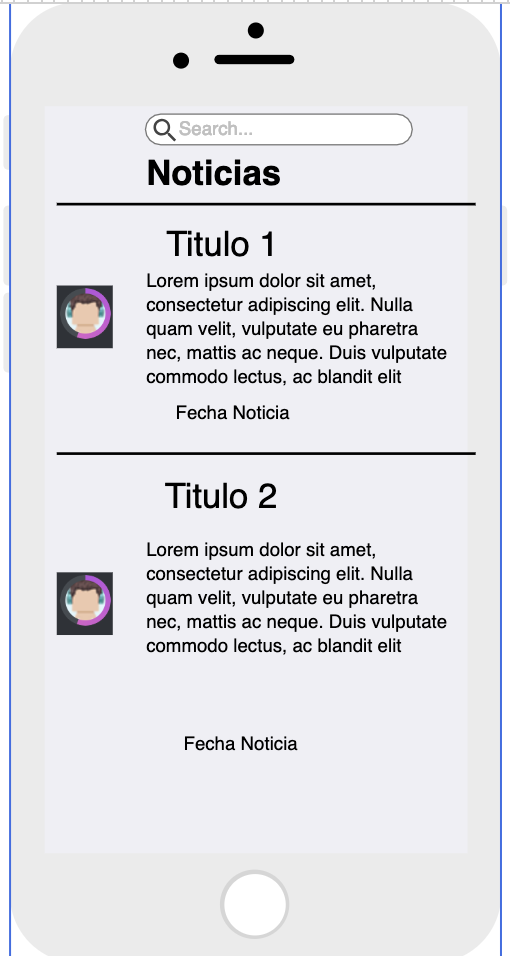 Search...
Noticias
Titulo 1
Lorem ipsum dolor sit amet,
consectetur adipiscing elit. Nulla
quam velit, vulputate eu pharetra
nec, mattis ac neque. Duis vulputate
commodo lectus, ac blandit elit
Fecha Noticia
Titulo 2
Lorem ipsum dolor sit amet,
consectetur adipiscing elit. Nulla
quam velit, vulputate eu pharetra
nec, mattis ac neque. Duis vulputate
commodo lectus, ac blandit elit
Fecha Noticia